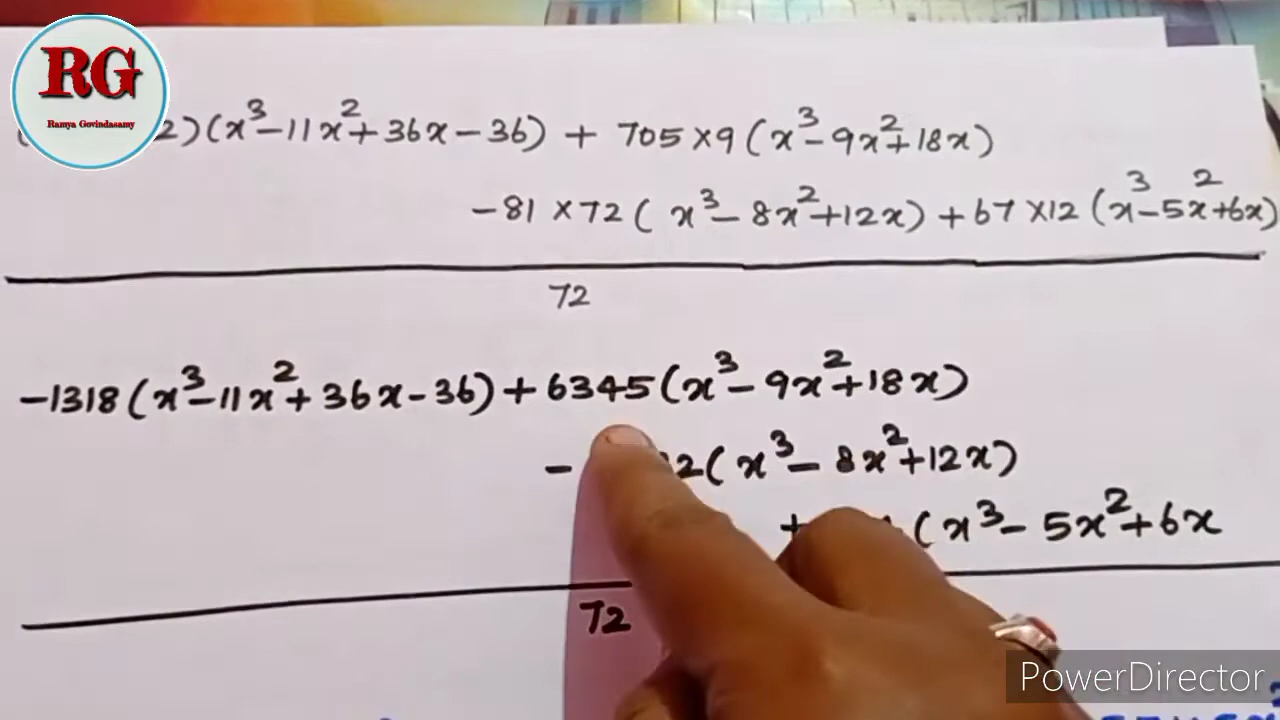 RG
Ramya Govindasamy
2)(x³-11x²+36x-36) + 705×9(x³-9x²+18x)
-81×72(x³-8x²+12x)+67×12(x³-5x²+6x)
72
-1318(x³-11x²+36x-36)+6345(x³-9x²+18x)
- 2(x³-8x²+12x)
+ (x³-5x²+6x
72
PowerDirector